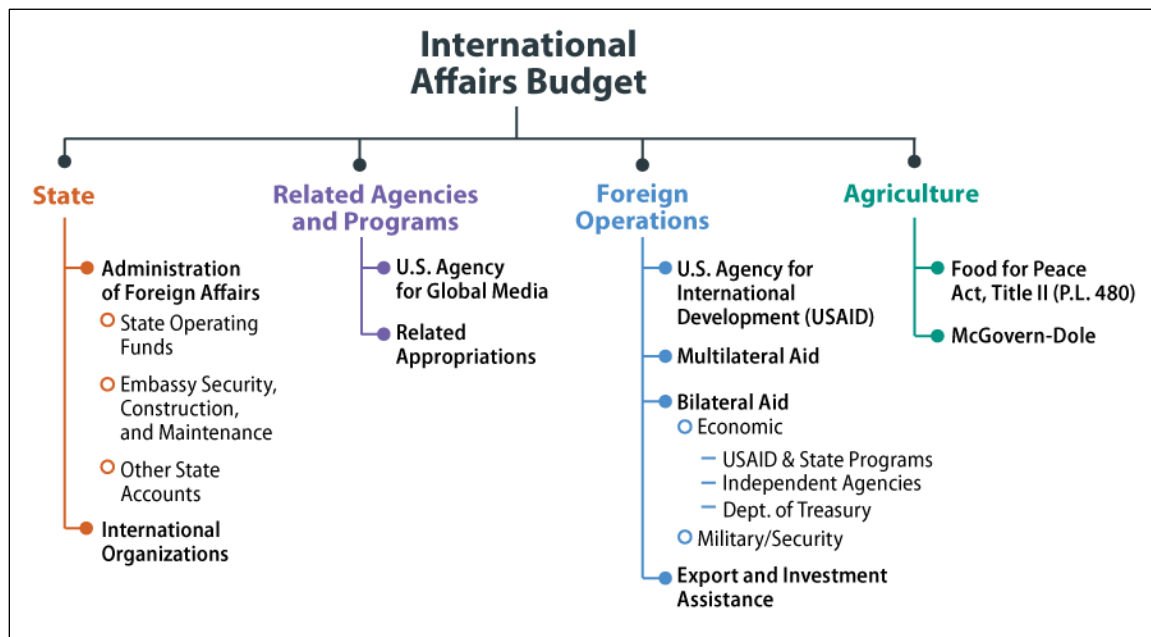 International
Affairs Budget
State
Administration
of Foreign Affairs
State Operating
Funds
Embassy Security,
Construction,
and Maintenance
Other State
Accounts
International
Organizations
Related Agencies
and Programs
U.S. Agency
for Global Media
Related
Appropriations
Foreign
Operations
U.S. Agency for
International
Development (USAID)
Multilateral Aid
Bilateral Aid
Economic
USAID & State Programs
Independent Agencies
Dept. of Treasury
Military/Security
Export and Investment
Assistance
Agriculture
Food for Peace
Act, Title II (P.L. 480)
McGovern-Dole